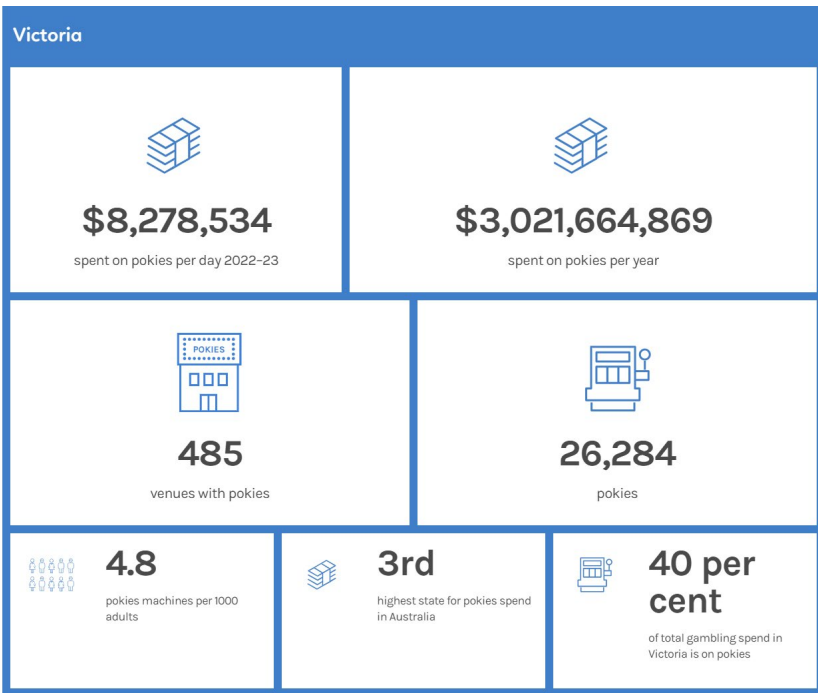 Victoria
$8,278,534
spent on pokies per day 2022–23
$3,021,664,869
spent on pokies per year
POKIES
485
venues with pokies
26,284
pokies
4.8
pokies machines per 1000
adults
3rd
highest state for pokies spend
in Australia
40 per
cent
of total gambling spend in
Victoria is on pokies